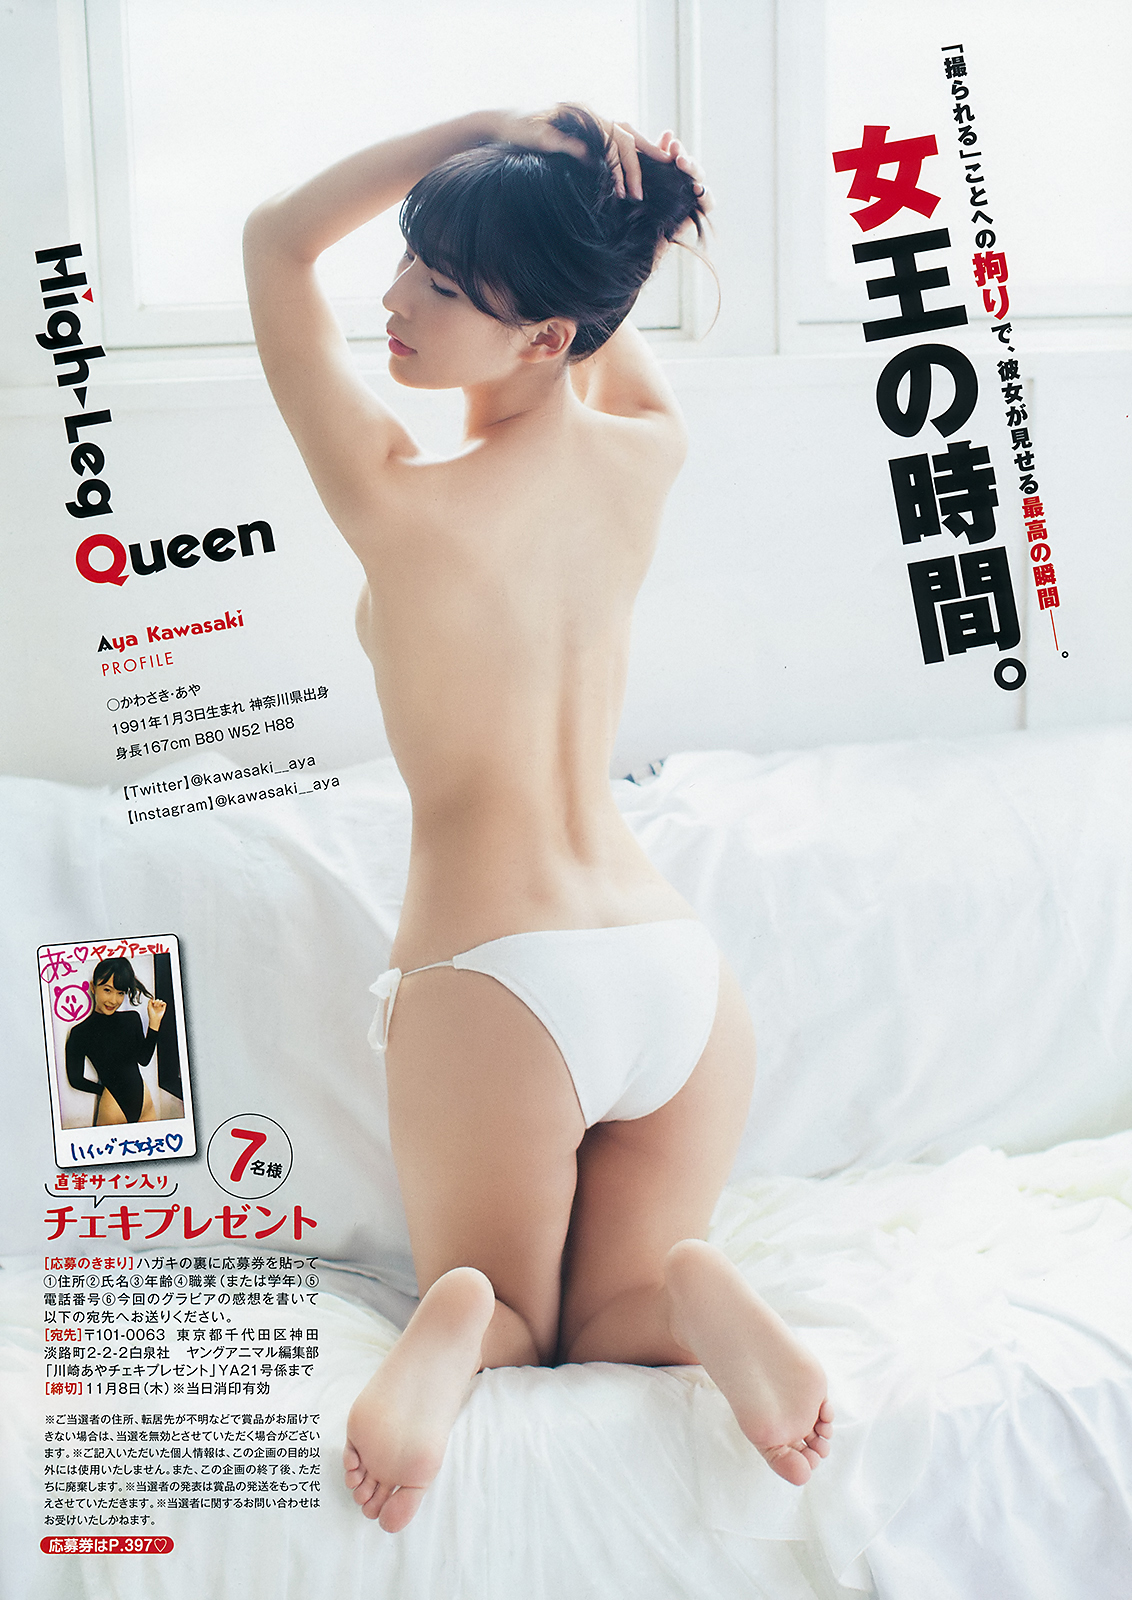 「撮られる」ことへの拘りで、彼女が見せる最高の瞬間――。
女王の時間。
High-Leg
Queen
Aya Kawasaki
PROFILE
○かわさき・あや
1991年1月3日生まれ 神奈川県出身
身長167cm B80 W52 H88
【Twitter】@kawasaki__aya
【Instagram】@kawasaki__aya
あや♡ヤングアニマル
ハイレグ大好き♡
7名様
直筆サイン入り
チェキプレゼント
[応募のきまり]ハガキの裏に応募券を貼って
①住所②氏名③年齢④職業(または学年)⑤
電話番号⑥今回のグラビアの感想を書いて
以下の宛先へお送りください。
[宛先]〒101-0063 東京都千代田区神田
淡路町2-2-2白泉社 ヤングアニマル編集部
「川崎あやチェキプレゼント」YA21号係まで
[締切]11月8日(木)※当日消印有効
※ご当選者の住所、転居先が不明などで賞品がお届けで
きない場合は、当選を無効とさせていただく場合がござい
ます。※ご記入いただいた個人情報は、この企画の目的以
外には使用いたしません。また、この企画の終了後、ただ
ちに廃棄します。※当選者の発表は賞品の発送をもって代
えさせていただきます。※当選者に関するお問い合わせは
お受けいたしかねます。
応募券はP.397♡